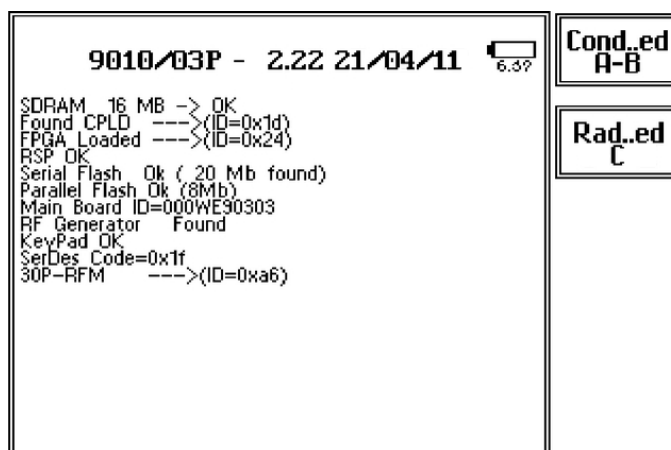 9010/03P - 2.22 21/04/11
6.39
SDRAM 16 MB -> OK
Found CPLD --->(ID=0x1d)
FPGA Loaded --->(ID=0x24)
RSP OK
Serial Flash Ok ( 20 Mb found)
Parallel Flash Ok (8Mb)
Main Board ID=000WE90303
RF Generator Found
KeyPad OK
SerDes Code=0x1f
30P-RFM --->(ID=0xa6)
Cond..ed
A-B
Rad..ed
C